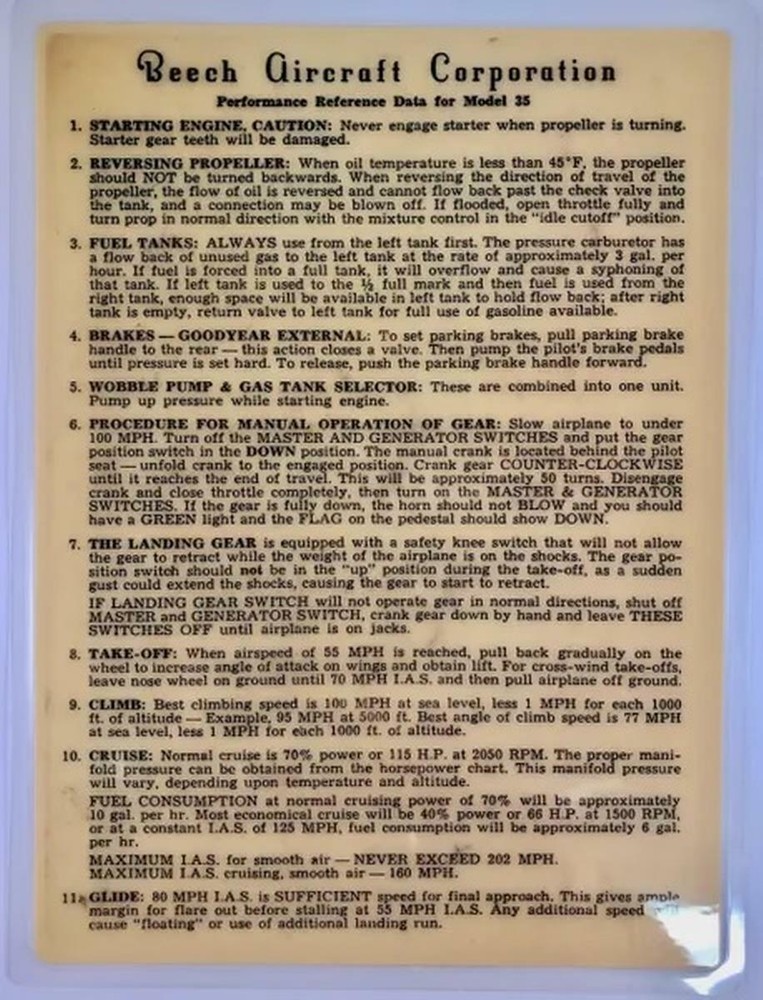 Beech Aircraft Corporation
Performance Reference Data for Model 35
1. STARTING ENGINE, CAUTION: Never engage starter when propeller is turning.
Starter gear teeth will be damaged.
2. REVERSING PROPELLER: When oil temperature is less than 45°F, the propeller
should NOT be turned backwards. When reversing the direction of travel of the
propeller, the flow of oil is reversed and cannot flow back past the check valve into
the tank, and a connection may be blown off. If flooded, open throttle fully and
turn prop in normal direction with the mixture control in the "idle cutoff" position.
3. FUEL TANKS: ALWAYS use from the left tank first. The pressure carburetor has
a flow back of unused gas to the left tank at the rate of approximately 3 gal. per
hour. If fuel is forced into a full tank, it will overflow and cause a syphoning of
that tank. If left tank is used to the ½ full mark and then fuel is used from the
right tank, enough space will be available in left tank to hold flow back; after right
tank is empty, return valve to left tank for full use of gasoline available.
4. BRAKES — GOODYEAR EXTERNAL: To set parking brakes, pull parking brake
handle to the rear — this action closes a valve. Then pump the pilot's brake pedals
until pressure is set hard. To release, push the parking brake handle forward.
5. WOBBLE PUMP & GAS TANK SELECTOR: These are combined into one unit.
Pump up pressure while starting engine.
6. PROCEDURE FOR MANUAL OPERATION OF GEAR: Slow airplane to under
100 MPH. Turn off the MASTER AND GENERATOR SWITCHES and put the gear
position switch in the DOWN position. The manual crank is located behind the pilot
seat — unfold crank to the engaged position. Crank gear COUNTER-CLOCKWISE
until it reaches the end of travel. This will be approximately 50 turns. Disengage
crank and close throttle completely, then turn on the MASTER & GENERATOR
SWITCHES. If the gear is fully down, the horn should not BLOW and you should
have a GREEN light and the FLAG on the pedestal should show DOWN.
7. THE LANDING GEAR is equipped with a safety knee switch that will not allow
the gear to retract while the weight of the airplane is on the shocks. The gear po-
sition switch should not be in the "up" position during the take-off, as a sudden
gust could extend the shocks, causing the gear to start to retract.
IF LANDING GEAR SWITCH will not operate gear in normal directions, shut off
MASTER and GENERATOR SWITCH, crank gear down by hand and leave THESE
SWITCHES OFF until airplane is on jacks.
8. TAKE-OFF: When airspeed of 55 MPH is reached, pull back gradually on the
wheel to increase angle of attack on wings and obtain lift. For cross-wind take-offs,
leave nose wheel on ground until 70 MPH I.A.S. and then pull airplane off ground.
9. CLIMB: Best climbing speed is 100 MPH at sea level, less 1 MPH for each 1000
ft. of altitude — Example, 95 MPH at 5000 ft. Best angle of climb speed is 77 MPH
at sea level, less 1 MPH for each 1000 ft. of altitude.
10. CRUISE: Normal cruise is 70% power or 115 H.P. at 2050 RPM. The proper mani-
fold pressure can be obtained from the horsepower chart. This manifold pressure
will vary, depending upon temperature and altitude.
FUEL CONSUMPTION at normal cruising power of 70% will be approximately
10 gal. per hr. Most economical cruise will be 40% power or 66 H.P. at 1500 RPM,
or at a constant I.A.S. of 125 MPH, fuel consumption will be approximately 6 gal.
per hr.
MAXIMUM I.A.S. for smooth air — NEVER EXCEED 202 MPH.
MAXIMUM I.A.S. cruising, smooth air — 160 MPH.
11. GLIDE: 80 MPH I.A.S. is SUFFICIENT speed for final approach. This gives ample
margin for flare out before stalling at 55 MPH I.A.S. Any additional speed
cause "floating" or use of additional landing run.